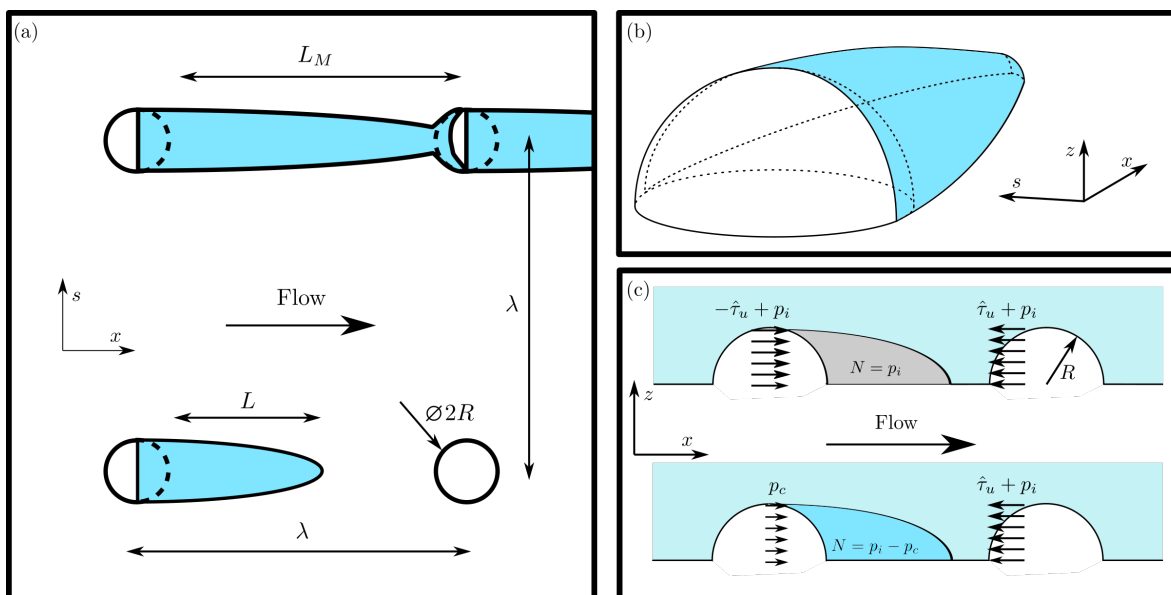 (a)
L_M
s
x
Flow
λ
L
∅2R
λ
(b)
z
x
s
(c)
−τ̂_u + p_i
τ̂_u + p_i
N = p_i
R
z
x
Flow
p_c
τ̂_u + p_i
N = p_i − p_c